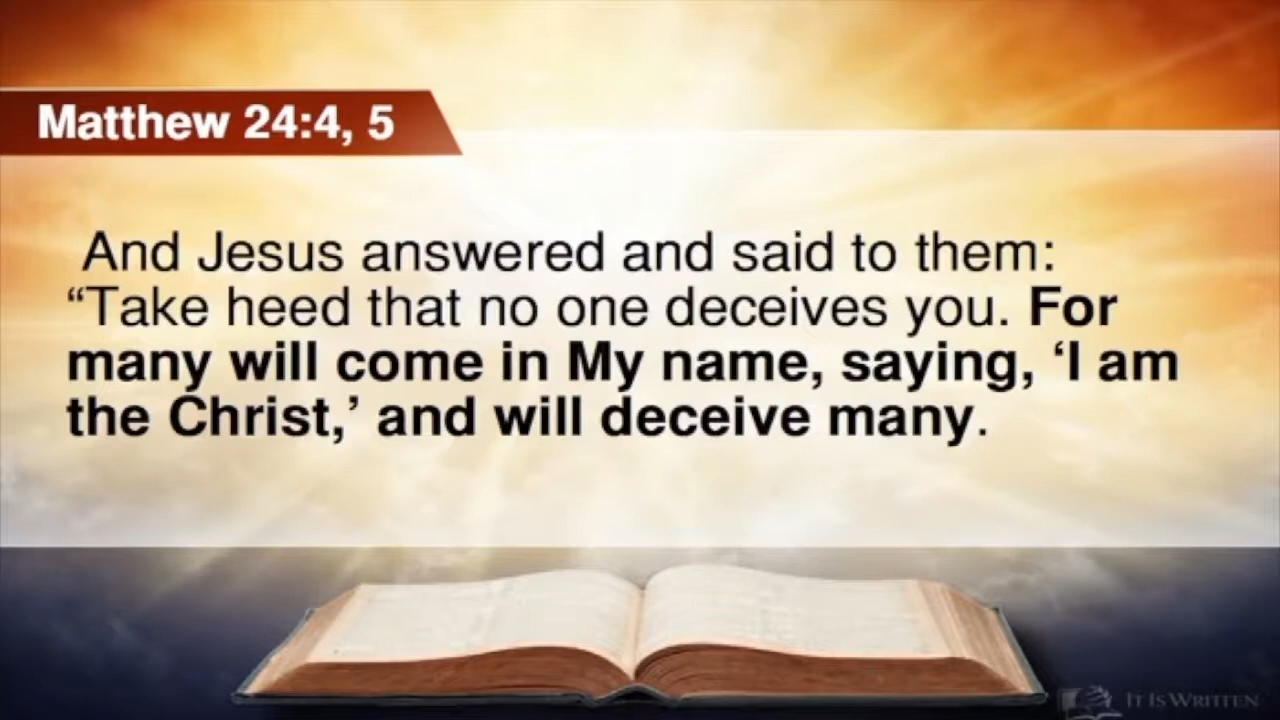 Matthew 24:4, 5
And Jesus answered and said to them:
“Take heed that no one deceives you. For
many will come in My name, saying, ‘I am
the Christ,’ and will deceive many.
IT IS WRITTEN